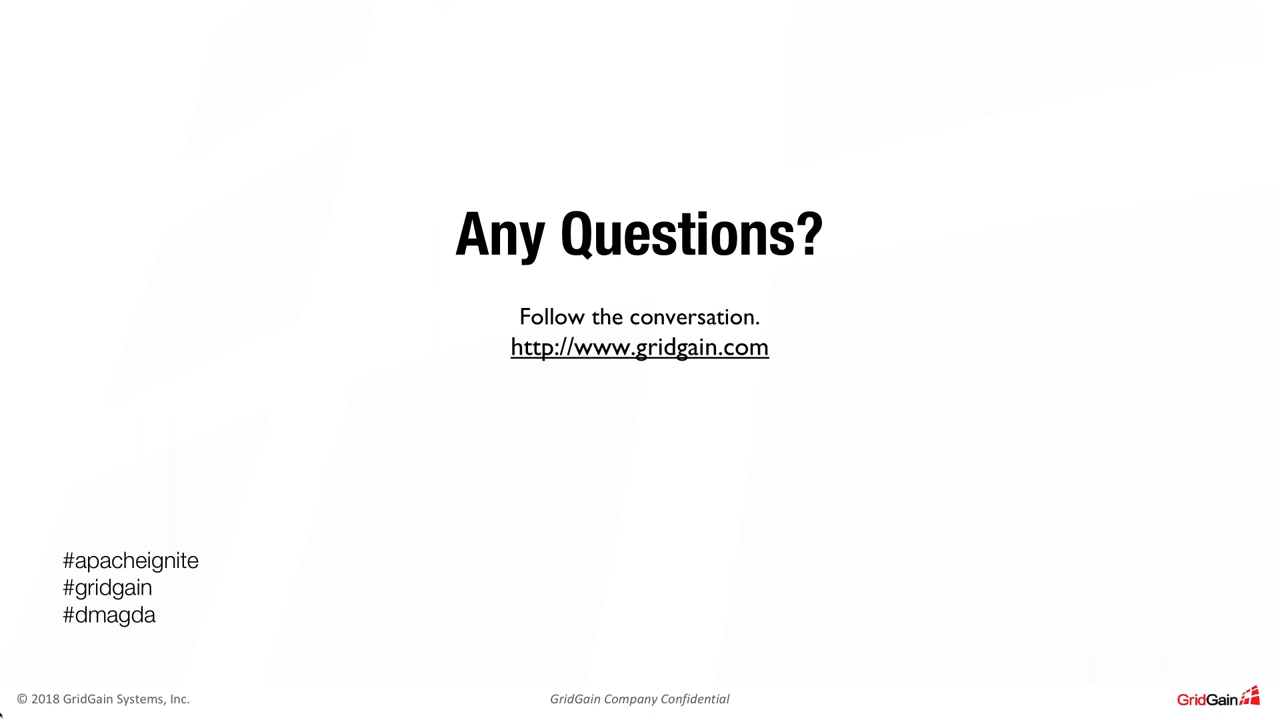 Any Questions?
Follow the conversation.
http://www.gridgain.com
#apacheignite
#gridgain
#dmagda
© 2018 GridGain Systems, Inc.
GridGain Company Confidential
GridGain